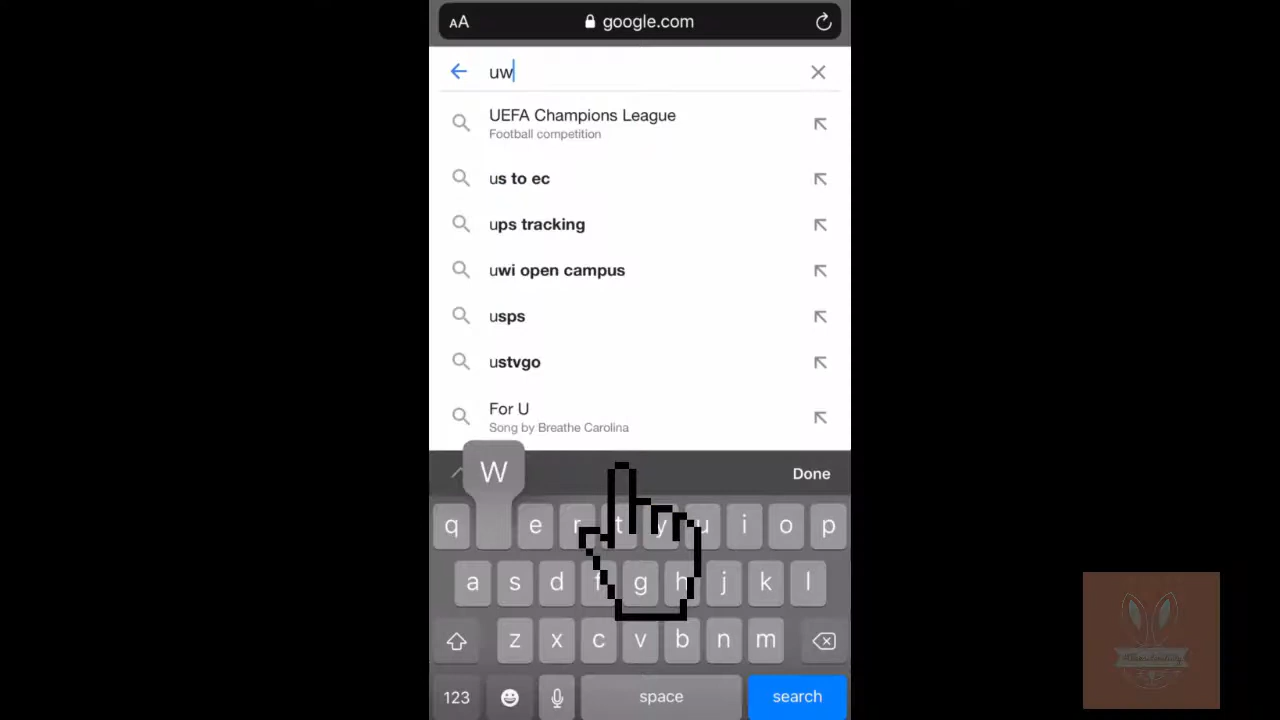 AA google.com
uw
UEFA Champions League
Football competition
us to ec
ups tracking
uwi open campus
usps
ustvgo
For U
Song by Breathe Carolina
W Done
q e r t y u i o p
a s d f g h j k l
z x c v b n m
123 space search